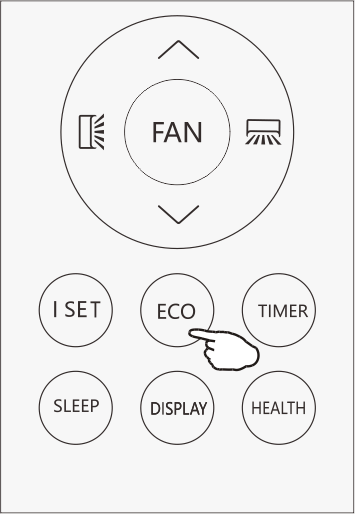 FAN
I SET ECO TIMER
SLEEP DISPLAY HEALTH